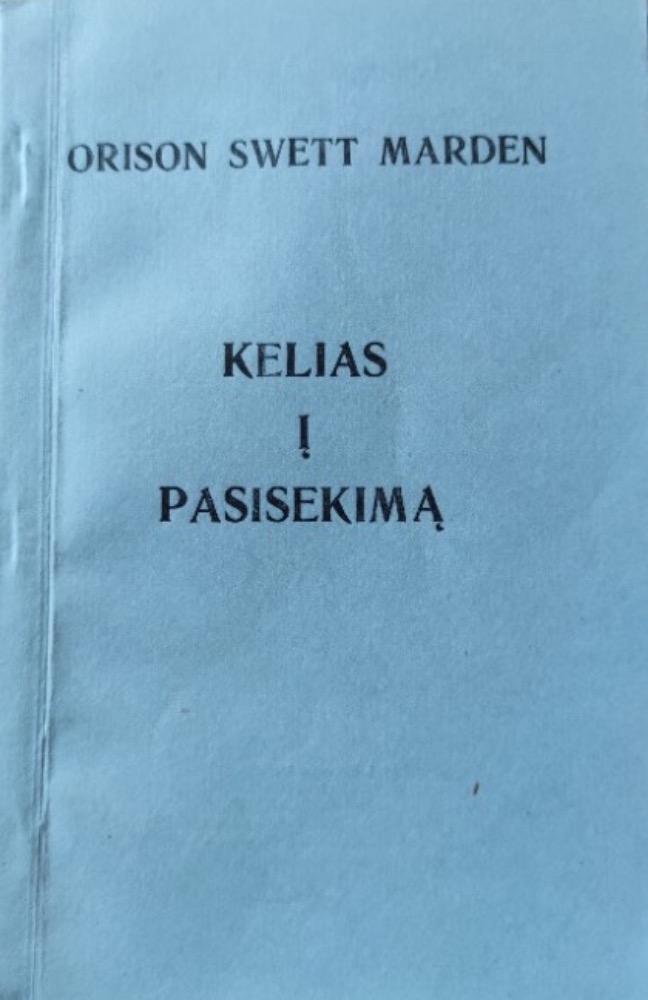 ORISON SWETT MARDEN
KELIAS
Į
PASISEKIMĄ